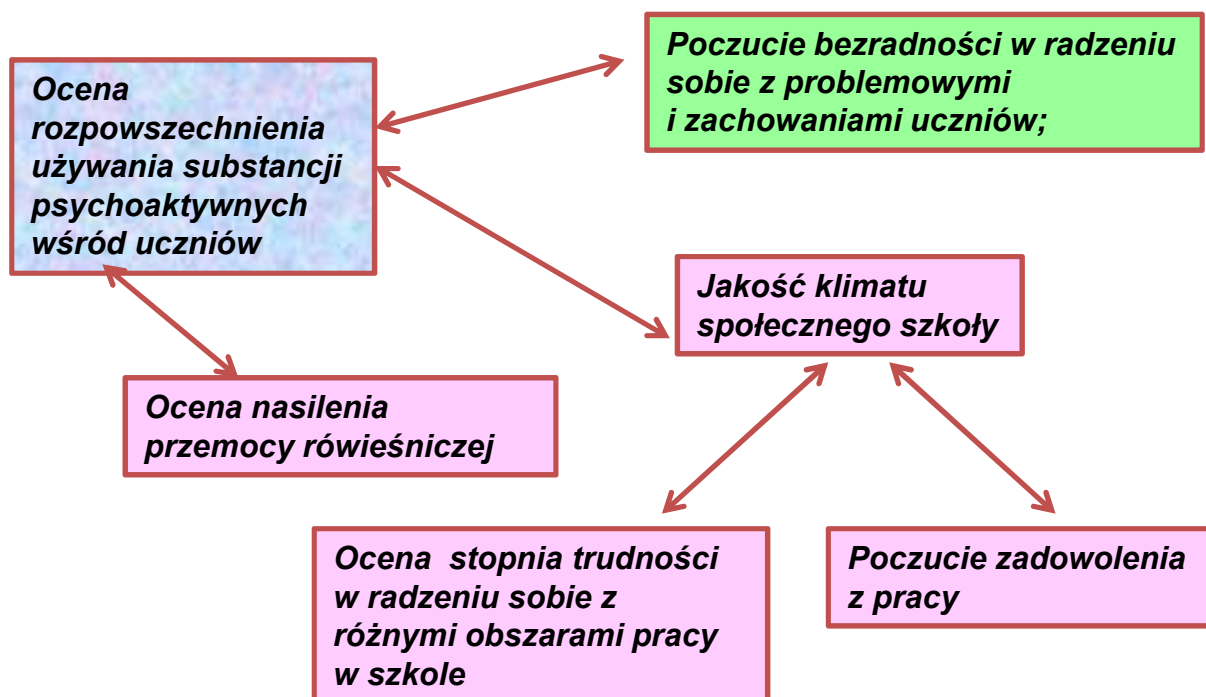 Ocena
rozpowszechnienia
używania substancji
psychoaktywnych
wśród uczniów
Poczucie bezradności w radzeniu
sobie z problemowymi
i zachowaniami uczniów;
Jakość klimatu
społecznego szkoły
Ocena nasilenia
przemocy rówieśniczej
Ocena  stopnia trudności
w radzeniu sobie z
różnymi obszarami pracy
w szkole
Poczucie zadowolenia
z pracy